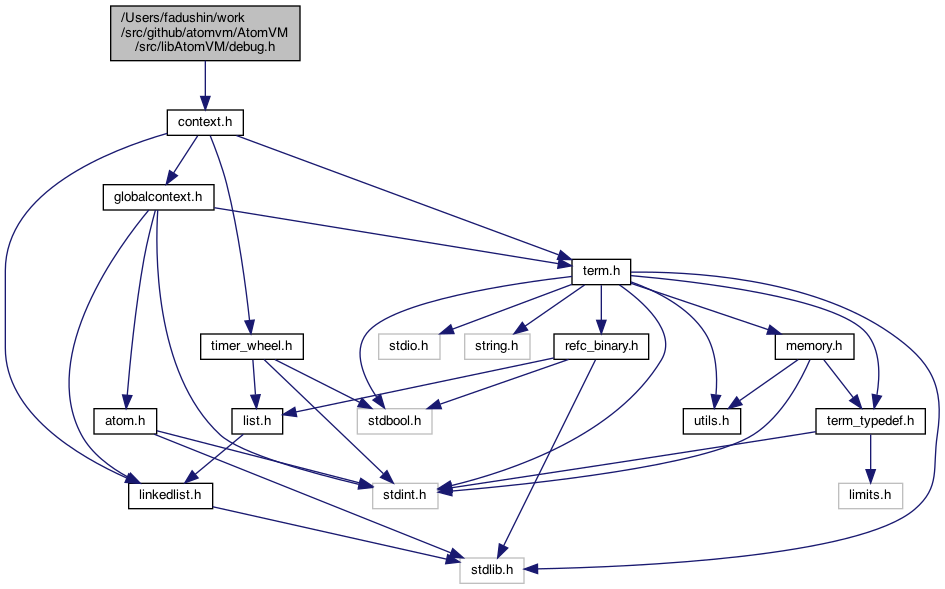 /Users/fadushin/work
/src/github/atomvm/AtomVM
/src/libAtomVM/debug.h
context.h
globalcontext.h
term.h
timer_wheel.h
stdio.h
string.h
refc_binary.h
memory.h
atom.h
list.h
stdbool.h
utils.h
term_typedef.h
linkedlist.h
stdint.h
limits.h
stdlib.h